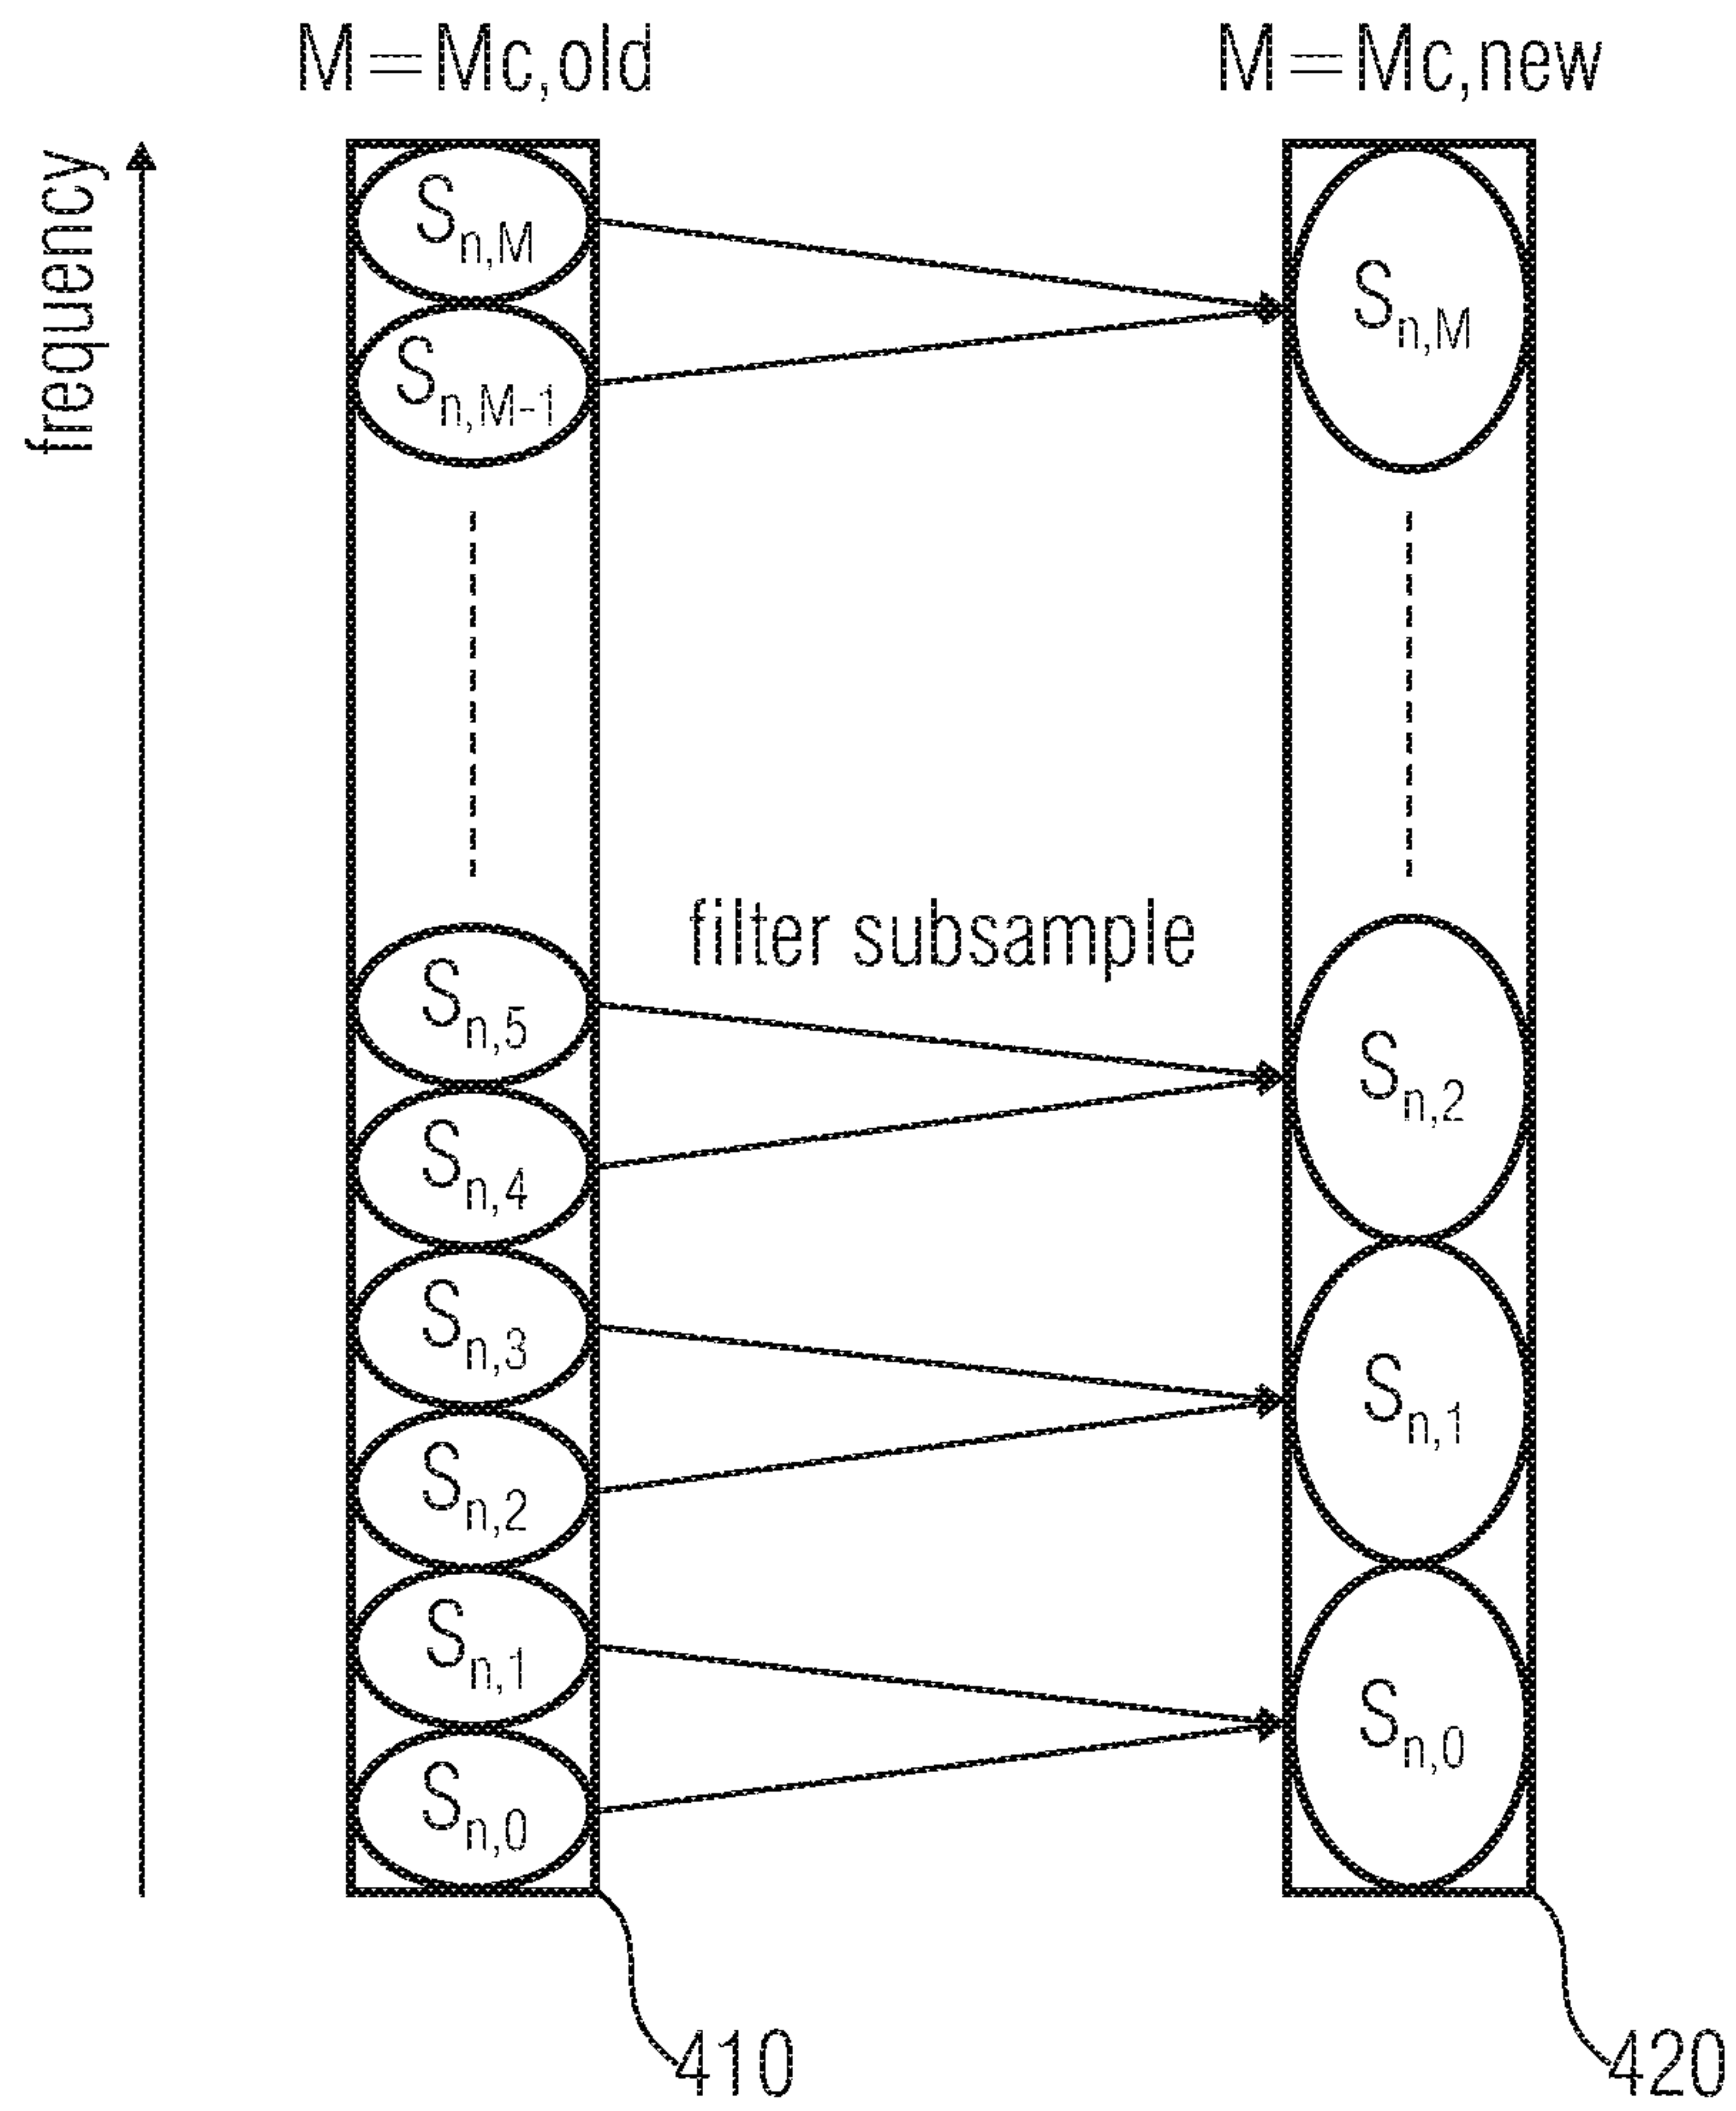 M=Mc,old
M=Mc,new
frequency
Sn,M
Sn,M-1
Sn,M
filter subsample
Sn,5
Sn,4
Sn,3
Sn,2
Sn,1
Sn,0
Sn,2
Sn,1
Sn,0
410
420